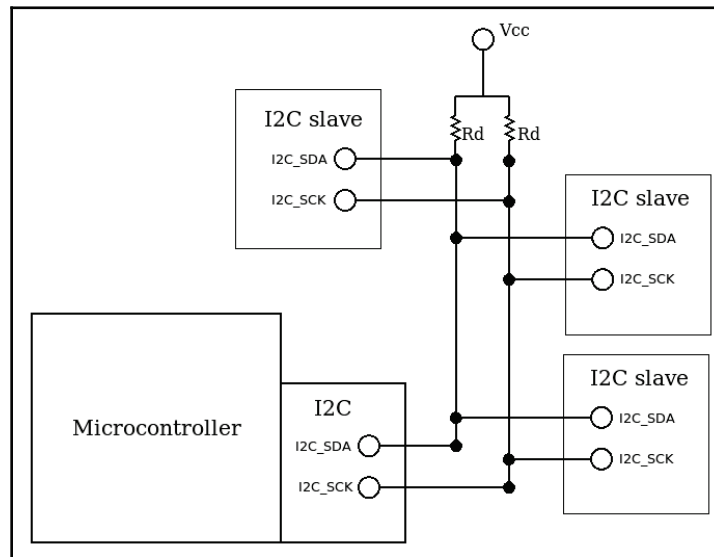 Vcc
I2C slave
Rd
Rd
I2C_SDA
I2C_SCK
I2C slave
I2C_SDA
I2C_SCK
I2C slave
I2C_SDA
I2C_SCK
Microcontroller
I2C
I2C_SDA
I2C_SCK